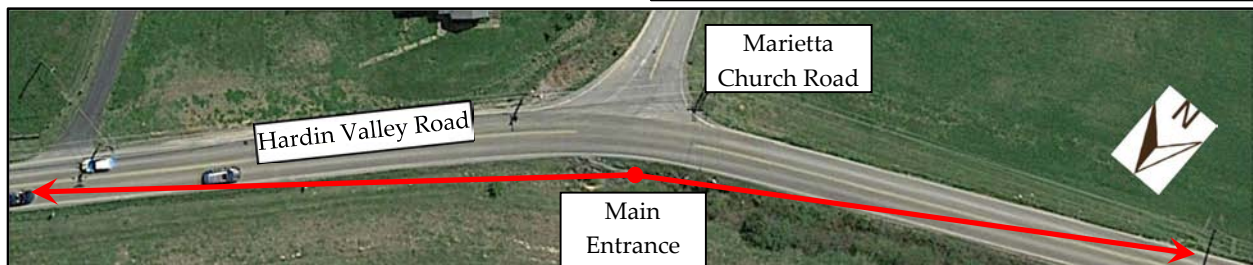 Marietta
Church Road
Hardin Valley Road
N
Main
Entrance